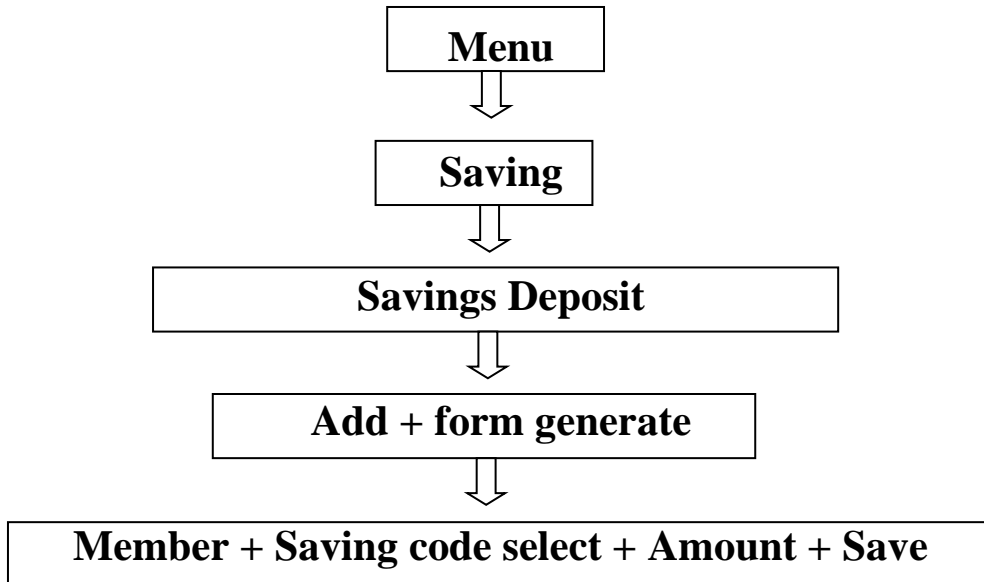 Menu
Saving
Savings Deposit
Add + form generate
Member + Saving code select + Amount + Save